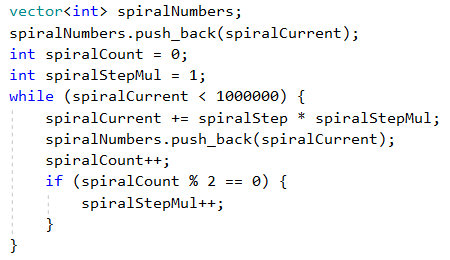 vector<int> spiralNumbers;
spiralNumbers.push_back(spiralCurrent);
int spiralCount = 0;
int spiralStepMul = 1;
while (spiralCurrent < 1000000) {
    spiralCurrent += spiralStep * spiralStepMul;
    spiralNumbers.push_back(spiralCurrent);
    spiralCount++;
    if (spiralCount % 2 == 0) {
        spiralStepMul++;
    }
}